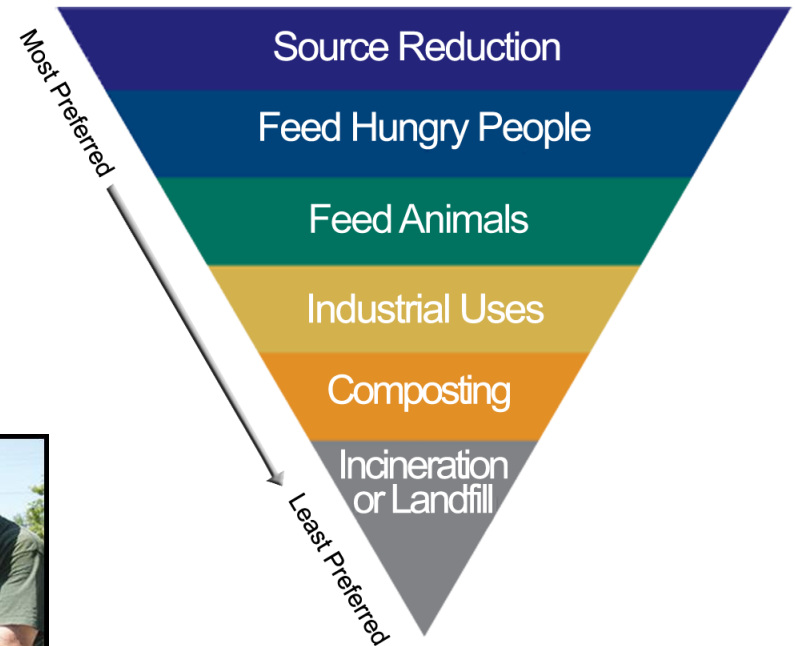 Most Preferred
Source Reduction
Feed Hungry People
Feed Animals
Industrial Uses
Composting
Incineration
or Landfill
Least Preferred